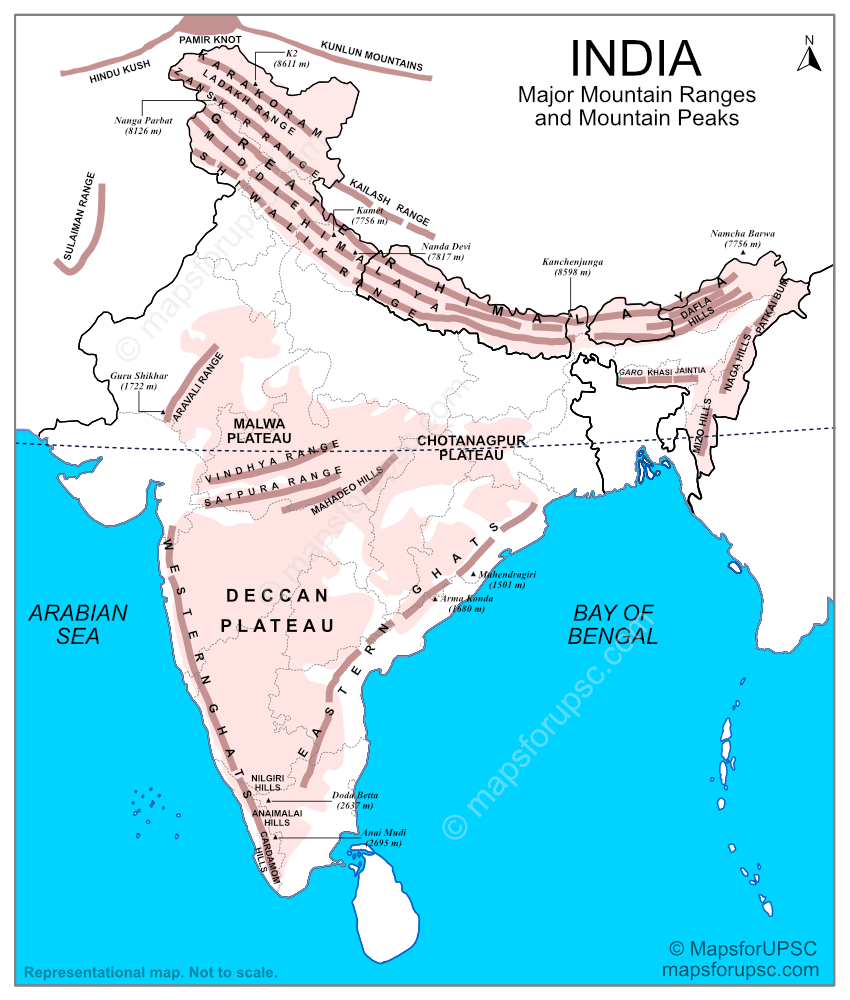 INDIA
Major Mountain Ranges
and Mountain Peaks
N
PAMIR KNOT
HINDU KUSH
KUNLUN MOUNTAINS
K2
(8611 m)
KARAKORAM
LADAKH RANGE
ZANSKAR RANGE
Nanga Parbat
(8126 m)
GREATER HIMALAYA
MIDDLE HIMALAYA
SHIWALIK RANGE
KAILASH RANGE
SULAIMAN RANGE
Kamet
(7756 m)
Nanda Devi
(7817 m)
Kanchenjunga
(8598 m)
Namcha Barwa
(7756 m)
DAFLA
HILLS
PATKAI BUM
NAGA HILLS
GARO KHASI JAINTIA
MIZO HILLS
Guru Shikhar
(1722 m)
ARAVALI RANGE
MALWA
PLATEAU
CHOTANAGPUR
PLATEAU
VINDHYA RANGE
SATPURA RANGE
MAHADEO HILLS
WESTERN GHATS
EASTERN GHATS
DECCAN
PLATEAU
Mahendragiri
(1501 m)
Arma Konda
(1680 m)
ARABIAN
SEA
BAY OF
BENGAL
NILGIRI
HILLS
Doda Betta
(2637 m)
ANAIMALAI
HILLS
Anai Mudi
(2695 m)
CARDAMOM
HILLS
© mapsforupsc.com
© mapsforupsc.com
© mapsforupsc.com
Representational map. Not to scale.
© MapsforUPSC
mapsforupsc.com